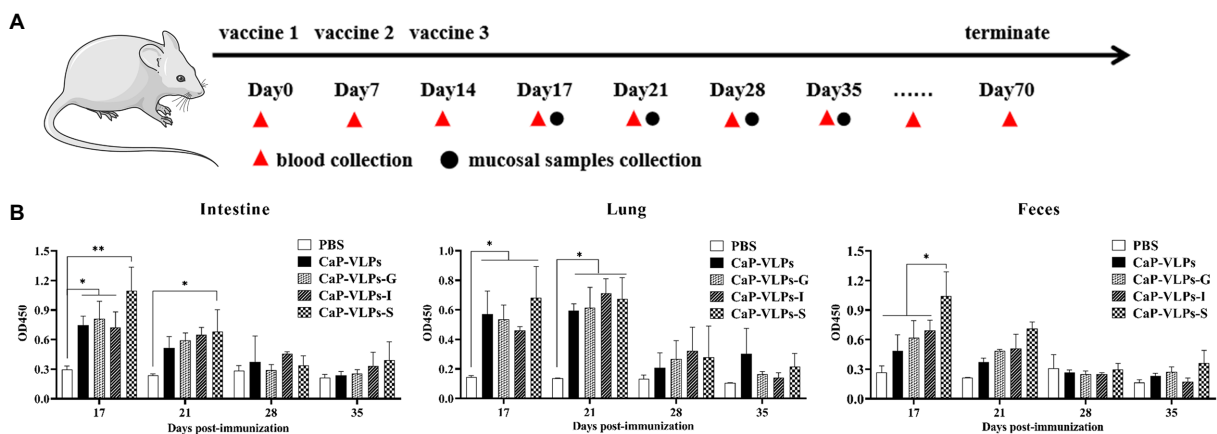 A
vaccine 1 vaccine 2 vaccine 3 terminate
Day0 Day7 Day14 Day17 Day21 Day28 Day35 ...... Day70
blood collection mucosal samples collection
B
Intestine
OD450
1.5
1.2
0.9
0.6
0.3
0.0
** 
*
*
PBS
CaP-VLPs
CaP-VLPs-G
CaP-VLPs-I
CaP-VLPs-S
17 21 28 35
Days post-immunization
Lung
OD450
1.0
0.8
0.6
0.4
0.2
0.0
*
*
PBS
CaP-VLPs
CaP-VLPs-G
CaP-VLPs-I
CaP-VLPs-S
17 21 28 35
Days post-immunization
Feces
OD450
1.5
1.2
0.9
0.6
0.3
0.0
*
PBS
CaP-VLPs
CaP-VLPs-G
CaP-VLPs-I
CaP-VLPs-S
17 21 28 35
Days post-immunization